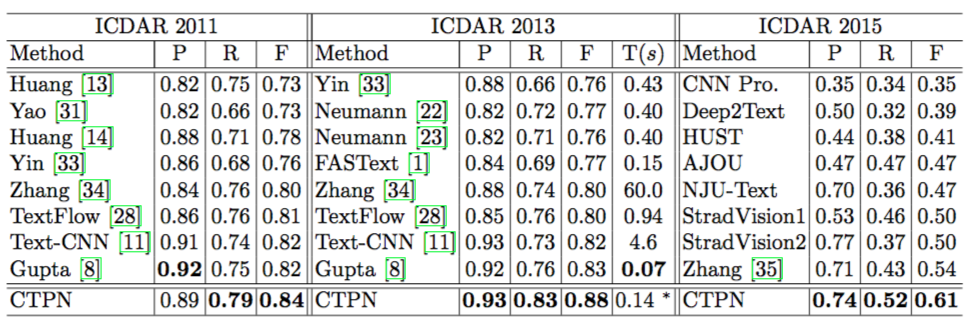 ICDAR 2011 ICDAR 2013 ICDAR 2015
Method P R F Method P R F T(s) Method P R F
Huang [13] 0.82 0.75 0.73 Yin [33] 0.88 0.66 0.76 0.43 CNN Pro. 0.35 0.34 0.35
Yao [31] 0.82 0.66 0.73 Neumann [22] 0.82 0.72 0.77 0.40 Deep2Text 0.50 0.32 0.39
Huang [14] 0.88 0.71 0.78 Neumann [23] 0.82 0.71 0.76 0.40 HUST 0.44 0.38 0.41
Yin [33] 0.86 0.68 0.76 FASText [1] 0.84 0.69 0.77 0.15 AJOU 0.47 0.47 0.47
Zhang [34] 0.84 0.76 0.80 Zhang [34] 0.88 0.74 0.80 60.0 NJU-Text 0.70 0.36 0.47
TextFlow [28] 0.86 0.76 0.81 TextFlow [28] 0.85 0.76 0.80 0.94 StradVision1 0.53 0.46 0.50
Text-CNN [11] 0.91 0.74 0.82 Text-CNN [11] 0.93 0.73 0.82 4.6 StradVision2 0.77 0.37 0.50
Gupta [8] 0.92 0.75 0.82 Gupta [8] 0.92 0.76 0.83 0.07 Zhang [35] 0.71 0.43 0.54
CTPN 0.89 0.79 0.84 CTPN 0.93 0.83 0.88 0.14 * CTPN 0.74 0.52 0.61